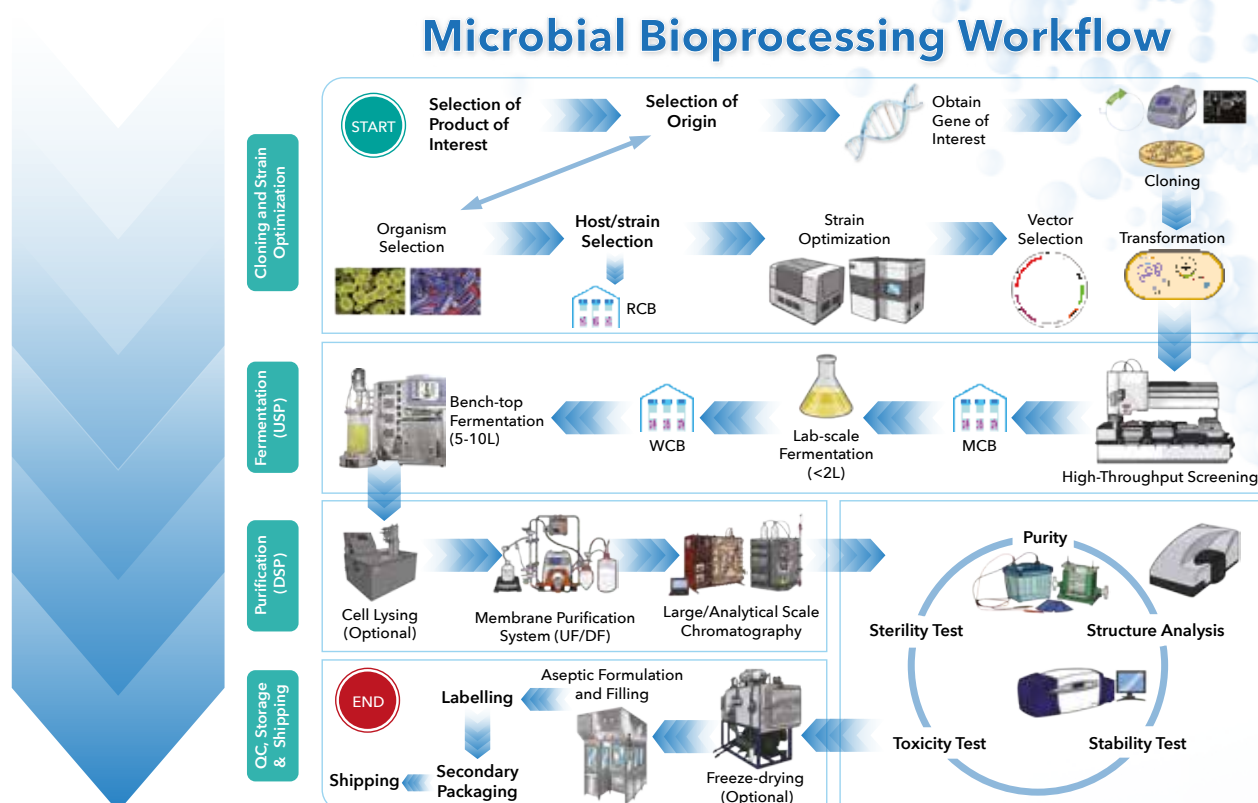 Microbial Bioprocessing Workflow
Cloning and Strain
Optimization
START
Selection of
Product of
Interest
Selection of
Origin
Obtain
Gene of
Interest
Cloning
Organism
Selection
Host/strain
Selection
RCB
Strain
Optimization
Vector
Selection
Transformation
Fermentation
(USP)
Bench-top
Fermentation
(5-10L)
WCB
Lab-scale
Fermentation
(<2L)
MCB
High-Throughput Screening
Purification
(DSP)
Cell Lysing
(Optional)
Membrane Purification
System (UF/DF)
Large/Analytical Scale
Chromatography
Purity
Sterility Test
Structure Analysis
Toxicity Test
Stability Test
QC, Storage
& Shipping
END
Labelling
Aseptic Formulation
and Filling
Shipping
Secondary
Packaging
Freeze-drying
(Optional)